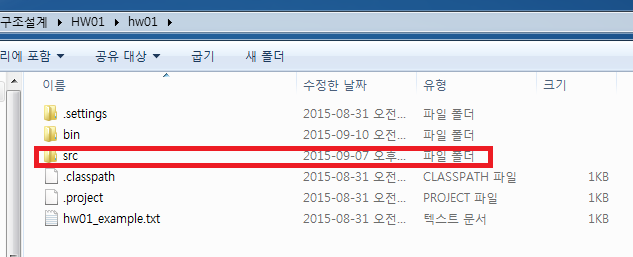 구조설계 ▸ HW01 ▸ hw01 ▸
리에 포함 ▾ 공유 대상 ▾ 굽기 새 폴더
이름 수정한 날짜 유형 크기
.settings 2015-08-31 오전... 파일 폴더
bin 2015-09-10 오전... 파일 폴더
src 2015-09-07 오후... 파일 폴더
.classpath 2015-08-31 오전... CLASSPATH 파일 1KB
.project 2015-08-31 오전... PROJECT 파일 1KB
hw01_example.txt 2015-08-31 오전... 텍스트 문서 1KB